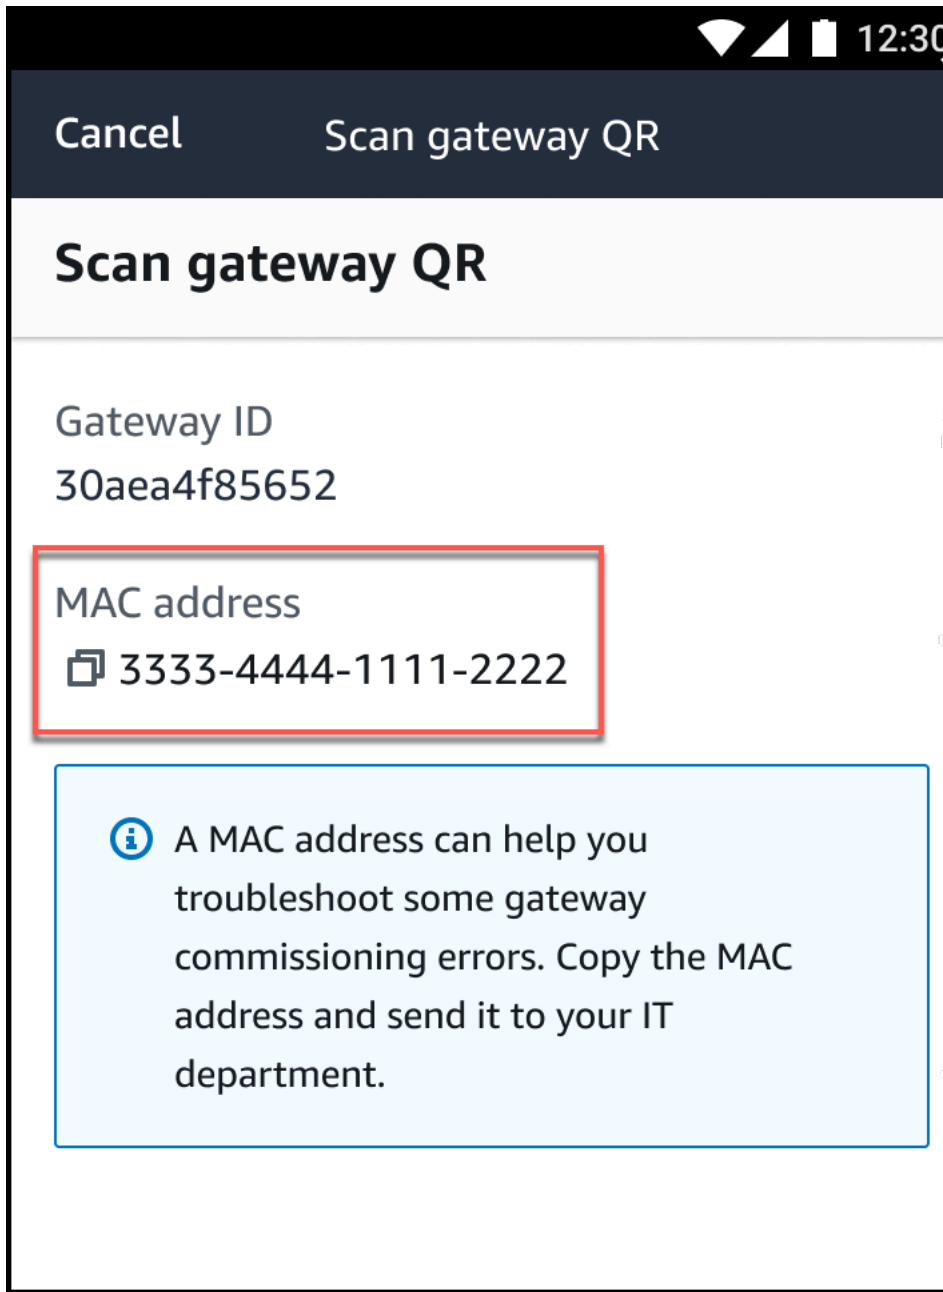 12:30
Cancel Scan gateway QR
Scan gateway QR
Gateway ID
30aea4f85652
MAC address
3333-4444-1111-2222
A MAC address can help you
troubleshoot some gateway
commissioning errors. Copy the MAC
address and send it to your IT
department.